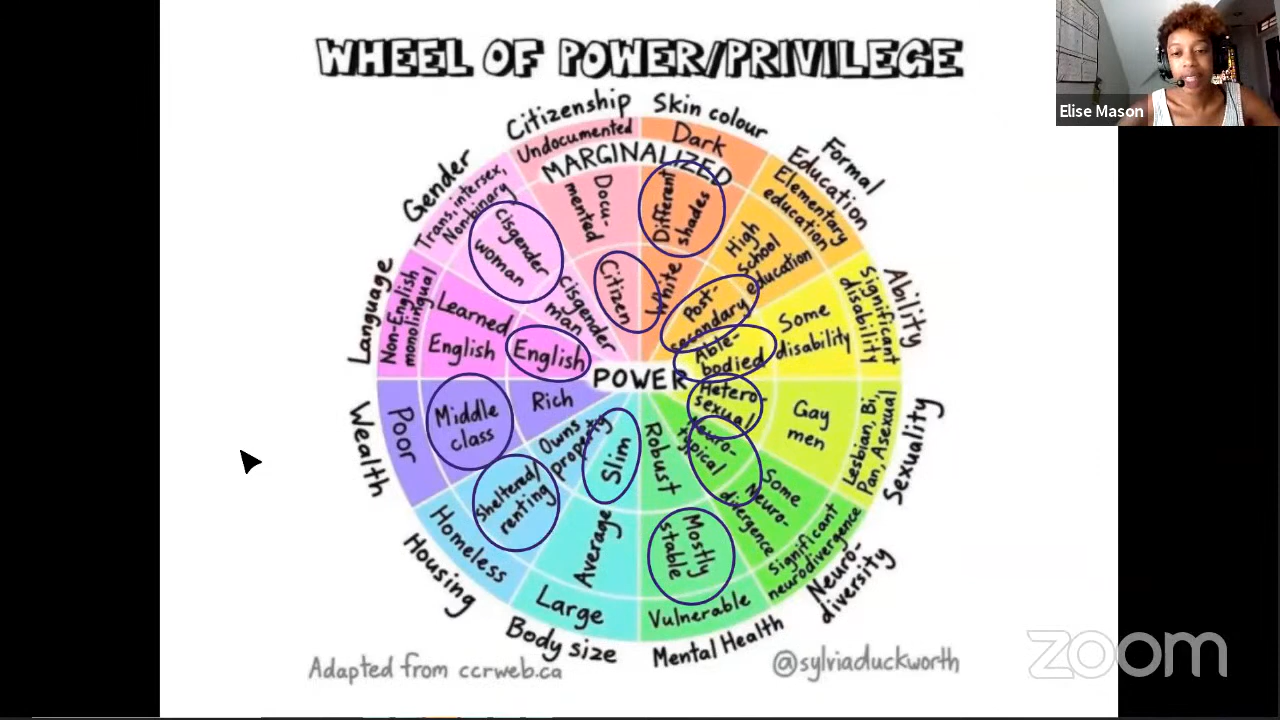 WHEEL OF POWER/PRIVILEGE
Elise Mason
Citizenship
Skin colour
Undocumented
Dark
MARGINALIZED
Docu-
mented
Different
shades
Citizen
White
Formal
Education
Elementary
education
High
School
education
Post-
secondary
Ability
Significant
disability
Some
disability
Able-
bodied
Sexuality
Lesbian, Bi,
Pan, Asexual
Gay
men
Hetero-
sexual
Neuro-
diversity
Significant
neurodivergence
Some
Neuro-
divergence
Neuro-
typical
Mental Health
Vulnerable
Mostly
stable
Robust
Body size
Large
Average
Slim
Housing
Homeless
Sheltered/
renting
Owns
property
Wealth
Poor
Middle
class
Rich
Language
Non-English
monolingual
Learned
English
English
Gender
Trans, intersex,
Non-binary
Cisgender
woman
Cisgender
man
POWER
Adapted from ccrweb.ca
@sylviaduckworth
zoom